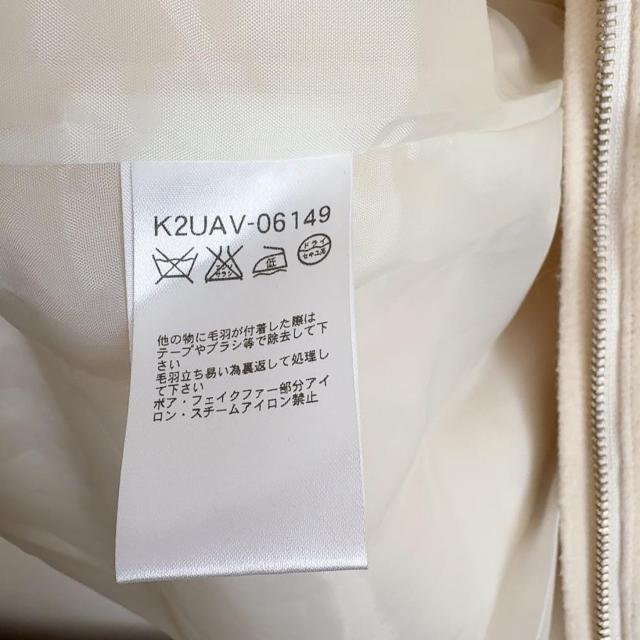 K2UAV-06149
低
ドライ
セキユ系
他の物に毛羽が付着した際は
テープやブラシ等で除去して下
さい
毛羽立ち易い為裏返して処理し
て下さい
ボア・フェイクファー部分アイ
ロン・スチームアイロン禁止